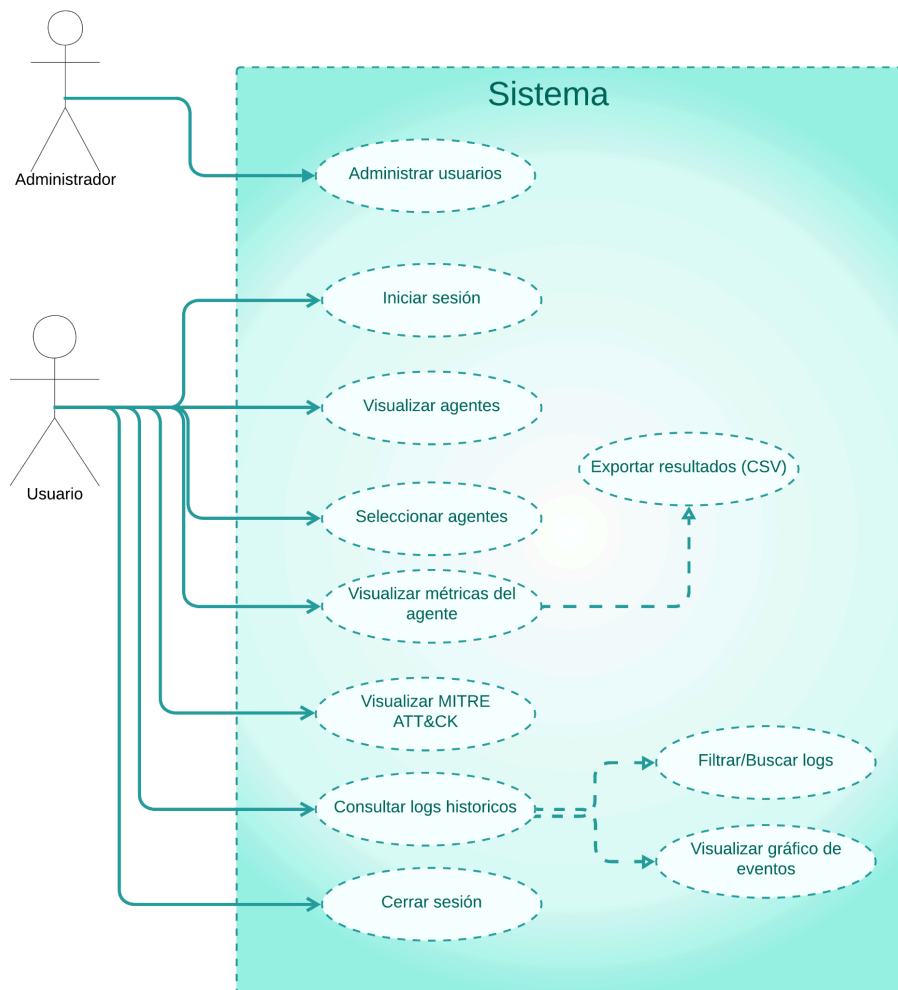 Sistema
Administrador
Administrar usuarios
Iniciar sesión
Usuario
Visualizar agentes
Exportar resultados (CSV)
Seleccionar agentes
Visualizar métricas del
agente
Visualizar MITRE
ATT&CK
Filtrar/Buscar logs
Consultar logs historicos
Visualizar gráfico de
eventos
Cerrar sesión